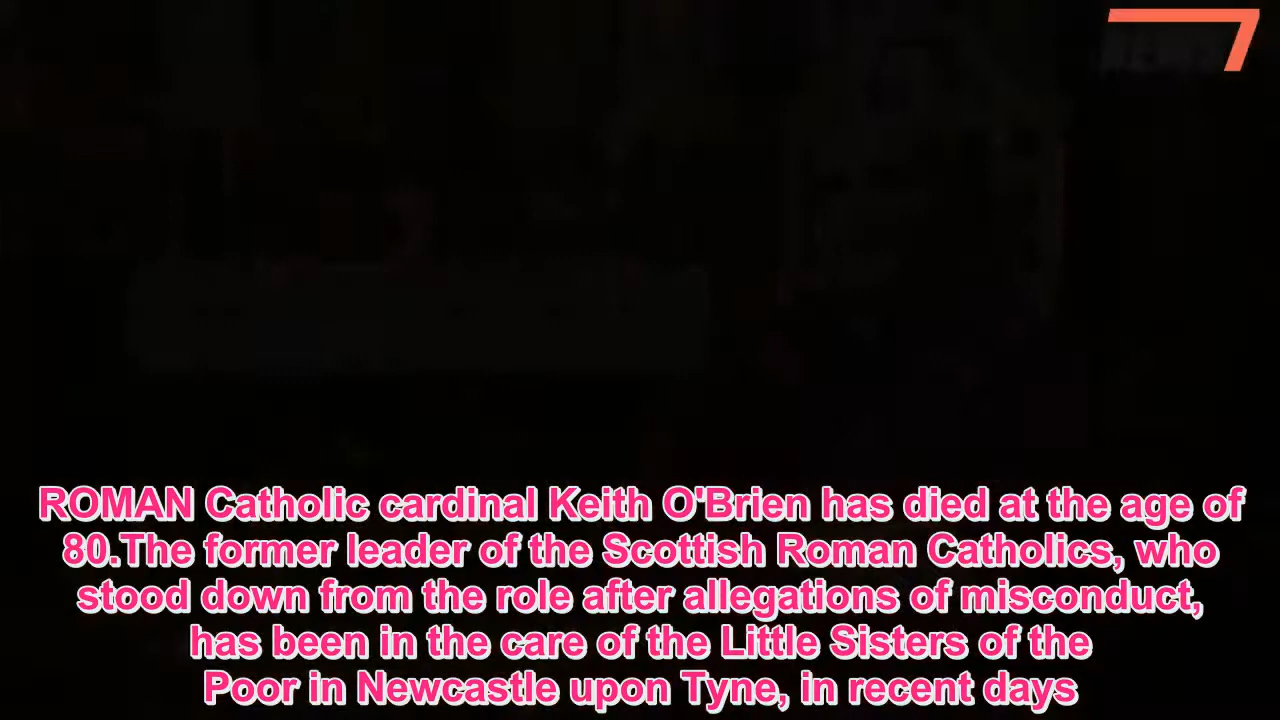 7
ROMAN Catholic cardinal Keith O'Brien has died at the age of
80.The former leader of the Scottish Roman Catholics, who
stood down from the role after allegations of misconduct,
has been in the care of the Little Sisters of the
Poor in Newcastle upon Tyne, in recent days